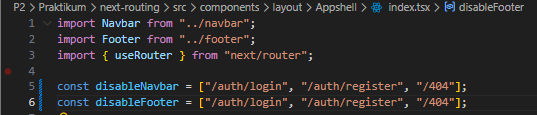 P2 > Praktikum > next-routing > src > components > layout > Appshell > index.tsx > disableFooter
1 import Navbar from "../navbar";
2 import Footer from "../footer";
3 import { useRouter } from "next/router";
4
5 const disableNavbar = ["/auth/login", "/auth/register", "/404"];
6 const disableFooter = ["/auth/login", "/auth/register", "/404"];